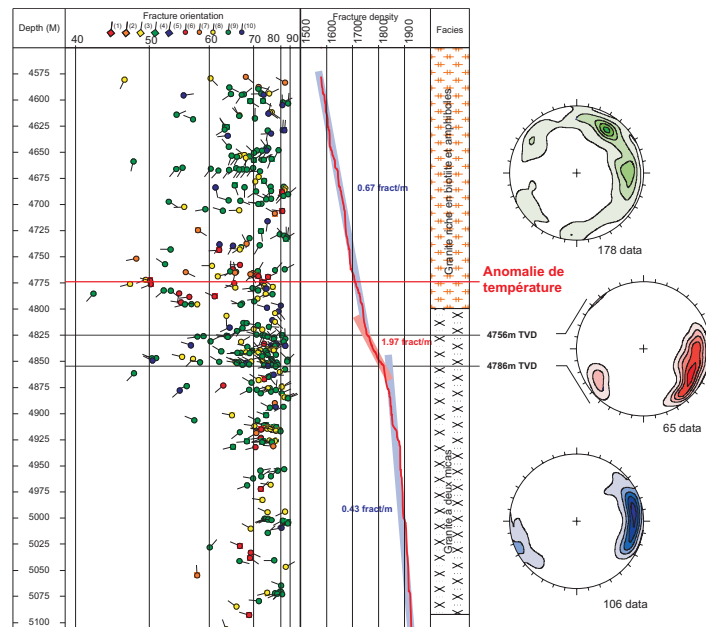 Depth (M)
Fracture orientation
(1) (2) (3) (4) (5) (6) (7) (8) (9) (10)
40 50 60 70 80 90
Fracture density
1500 1600 1700 1800 1900
Facies
4575
4600
4625
4650
4675
4700
4725
4750
4775
4800
4825
4850
4875
4900
4925
4950
4975
5000
5025
5050
5075
5100
0.67 fract/m
1.97 fract/m
0.43 fract/m
Granite riche en biotite et amphiboles
Granite à deux micas
Anomalie de
température
4756m TVD
4786m TVD
178 data
65 data
106 data